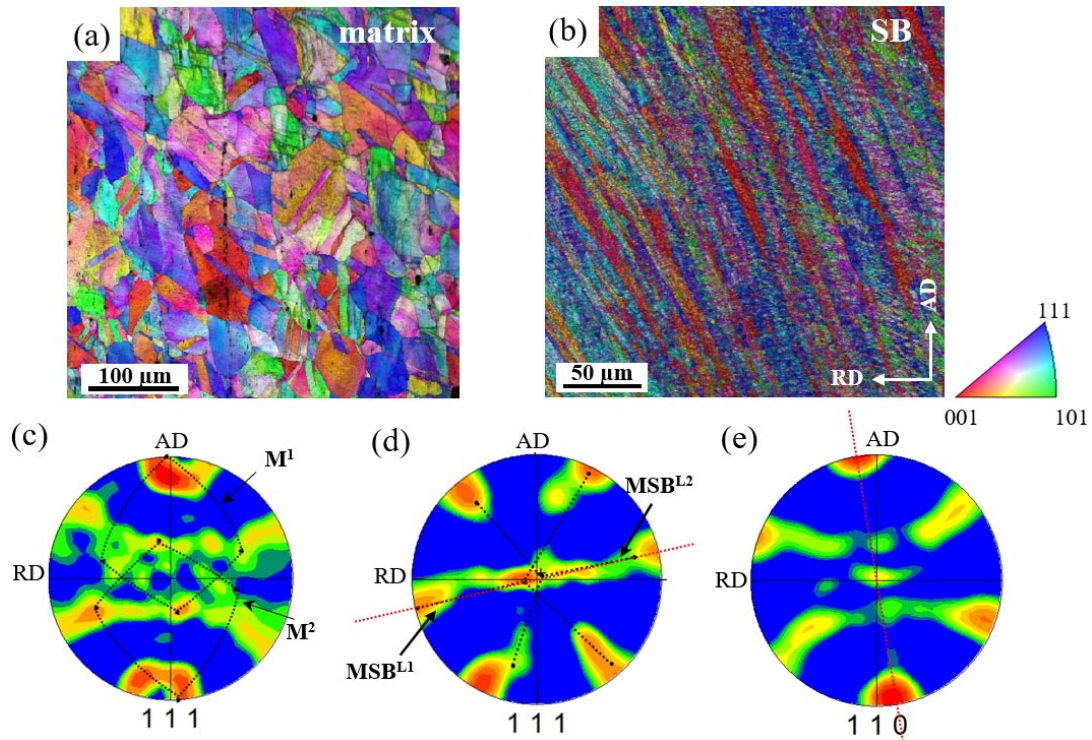 (a)
matrix
100 µm
(b)
SB
AD
RD
50 µm
111
001
101
(c)
AD
M¹
RD
M²
1 1 1
(d)
MSBᴸ²
RD
MSBᴸ¹
1 1 1
(e)
AD
RD
1 1 0